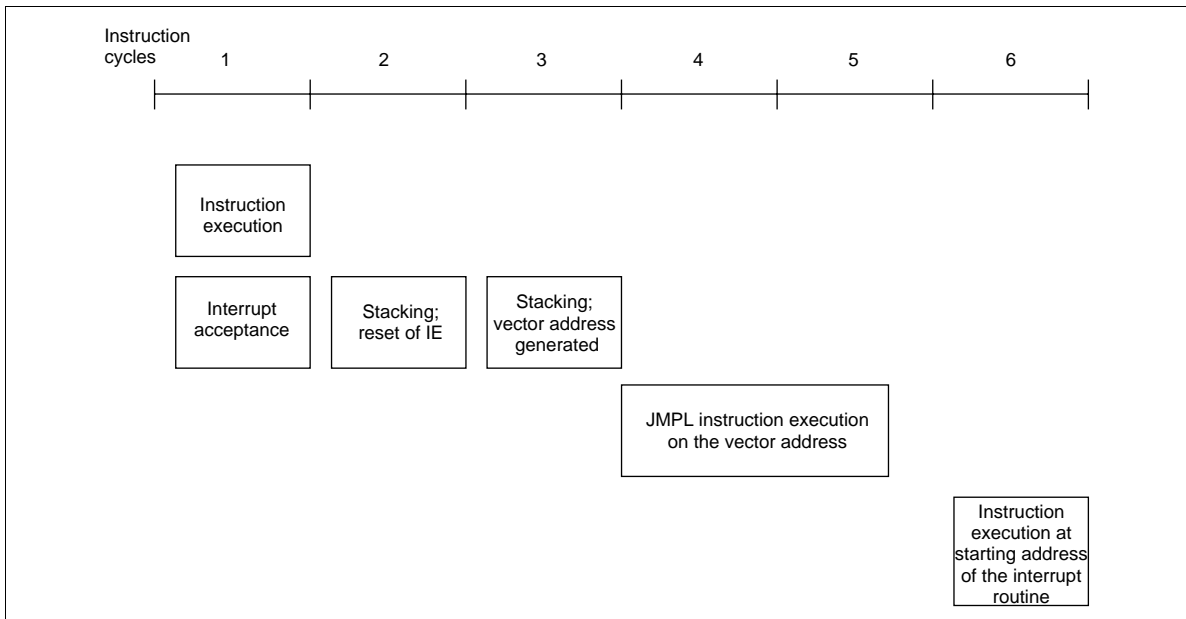 Instruction
cycles
1 2 3 4 5 6
Instruction
execution
Interrupt
acceptance
Stacking;
reset of IE
Stacking;
vector address
generated
JMPL instruction execution
on the vector address
Instruction
execution at
starting address
of the interrupt
routine